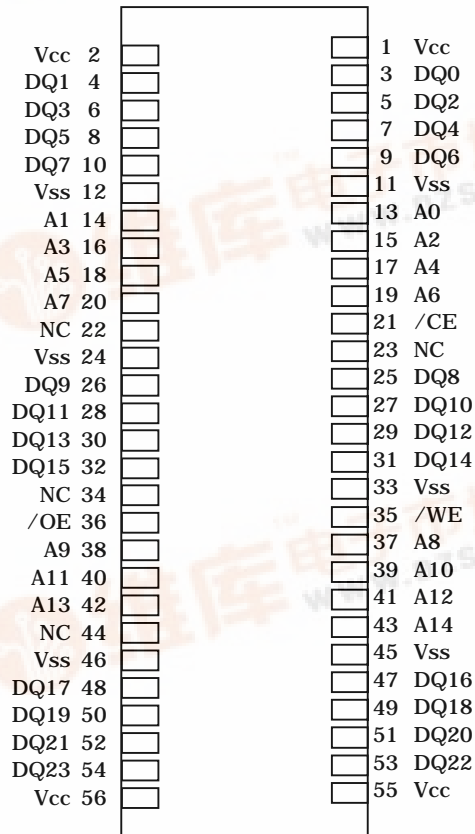 Vcc 2
1 Vcc
DQ1 4
3 DQ0
DQ3 6
5 DQ2
DQ5 8
7 DQ4
DQ7 10
9 DQ6
Vss 12
11 Vss
A1 14
13 A0
A3 16
15 A2
A5 18
17 A4
A7 20
19 A6
NC 22
21 /CE
Vss 24
23 NC
DQ9 26
25 DQ8
DQ11 28
27 DQ10
DQ13 30
29 DQ12
DQ15 32
31 DQ14
NC 34
33 Vss
/OE 36
35 /WE
A9 38
37 A8
A11 40
39 A10
A13 42
41 A12
NC 44
43 A14
Vss 46
45 Vss
DQ17 48
47 DQ16
DQ19 50
49 DQ18
DQ21 52
51 DQ20
DQ23 54
53 DQ22
Vcc 56
55 Vcc